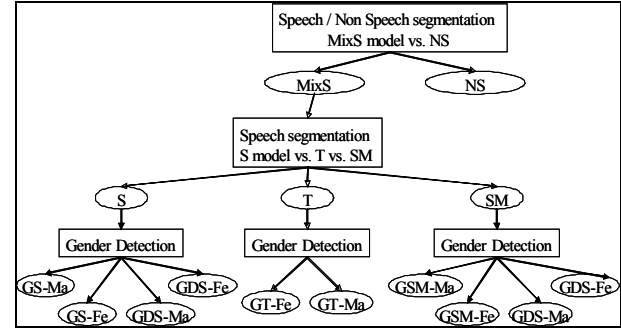 Speech / Non Speech segmentation
MixS model vs. NS
MixS NS
Speech segmentation
S model vs. T vs. SM
S T SM
Gender Detection Gender Detection Gender Detection
GS-Ma GDS-Fe GT-Fe GT-Ma GSM-Ma GDS-Fe
GS-Fe GDS-Ma GSM-Fe GDS-Ma